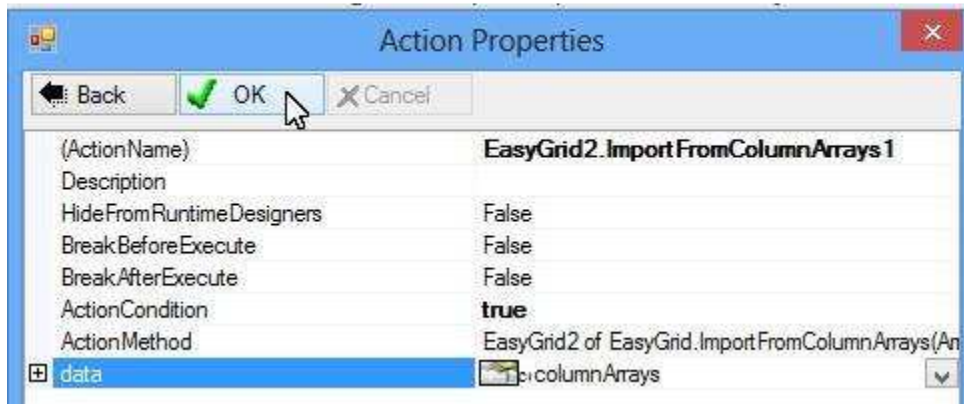 Action Properties
Back OK Cancel
(ActionName) EasyGrid2.ImportFromColumnArrays1
Description
HideFromRuntimeDesigners False
BreakBeforeExecute False
BreakAfterExecute False
ActionCondition true
ActionMethod EasyGrid2 of EasyGrid.ImportFromColumnArrays(An
data columnArrays